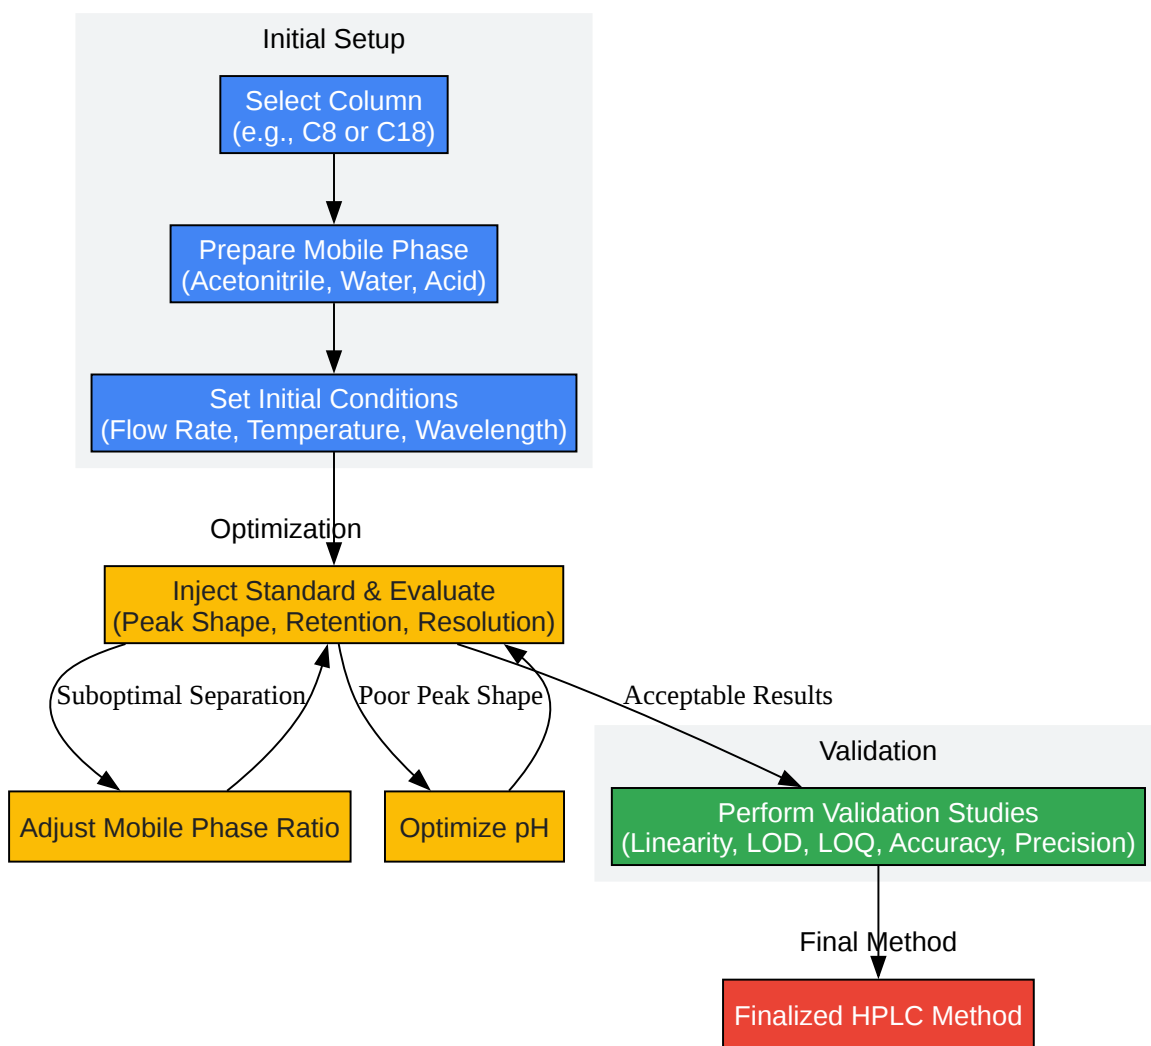 Initial Setup
Select Column
(e.g., C8 or C18)
Prepare Mobile Phase
(Acetonitrile, Water, Acid)
Set Initial Conditions
(Flow Rate, Temperature, Wavelength)
Optimization
Inject Standard & Evaluate
(Peak Shape, Retention, Resolution)
Suboptimal Separation
Poor Peak Shape
Acceptable Results
Adjust Mobile Phase Ratio
Optimize pH
Validation
Perform Validation Studies
(Linearity, LOD, LOQ, Accuracy, Precision)
Final Method
Finalized HPLC Method